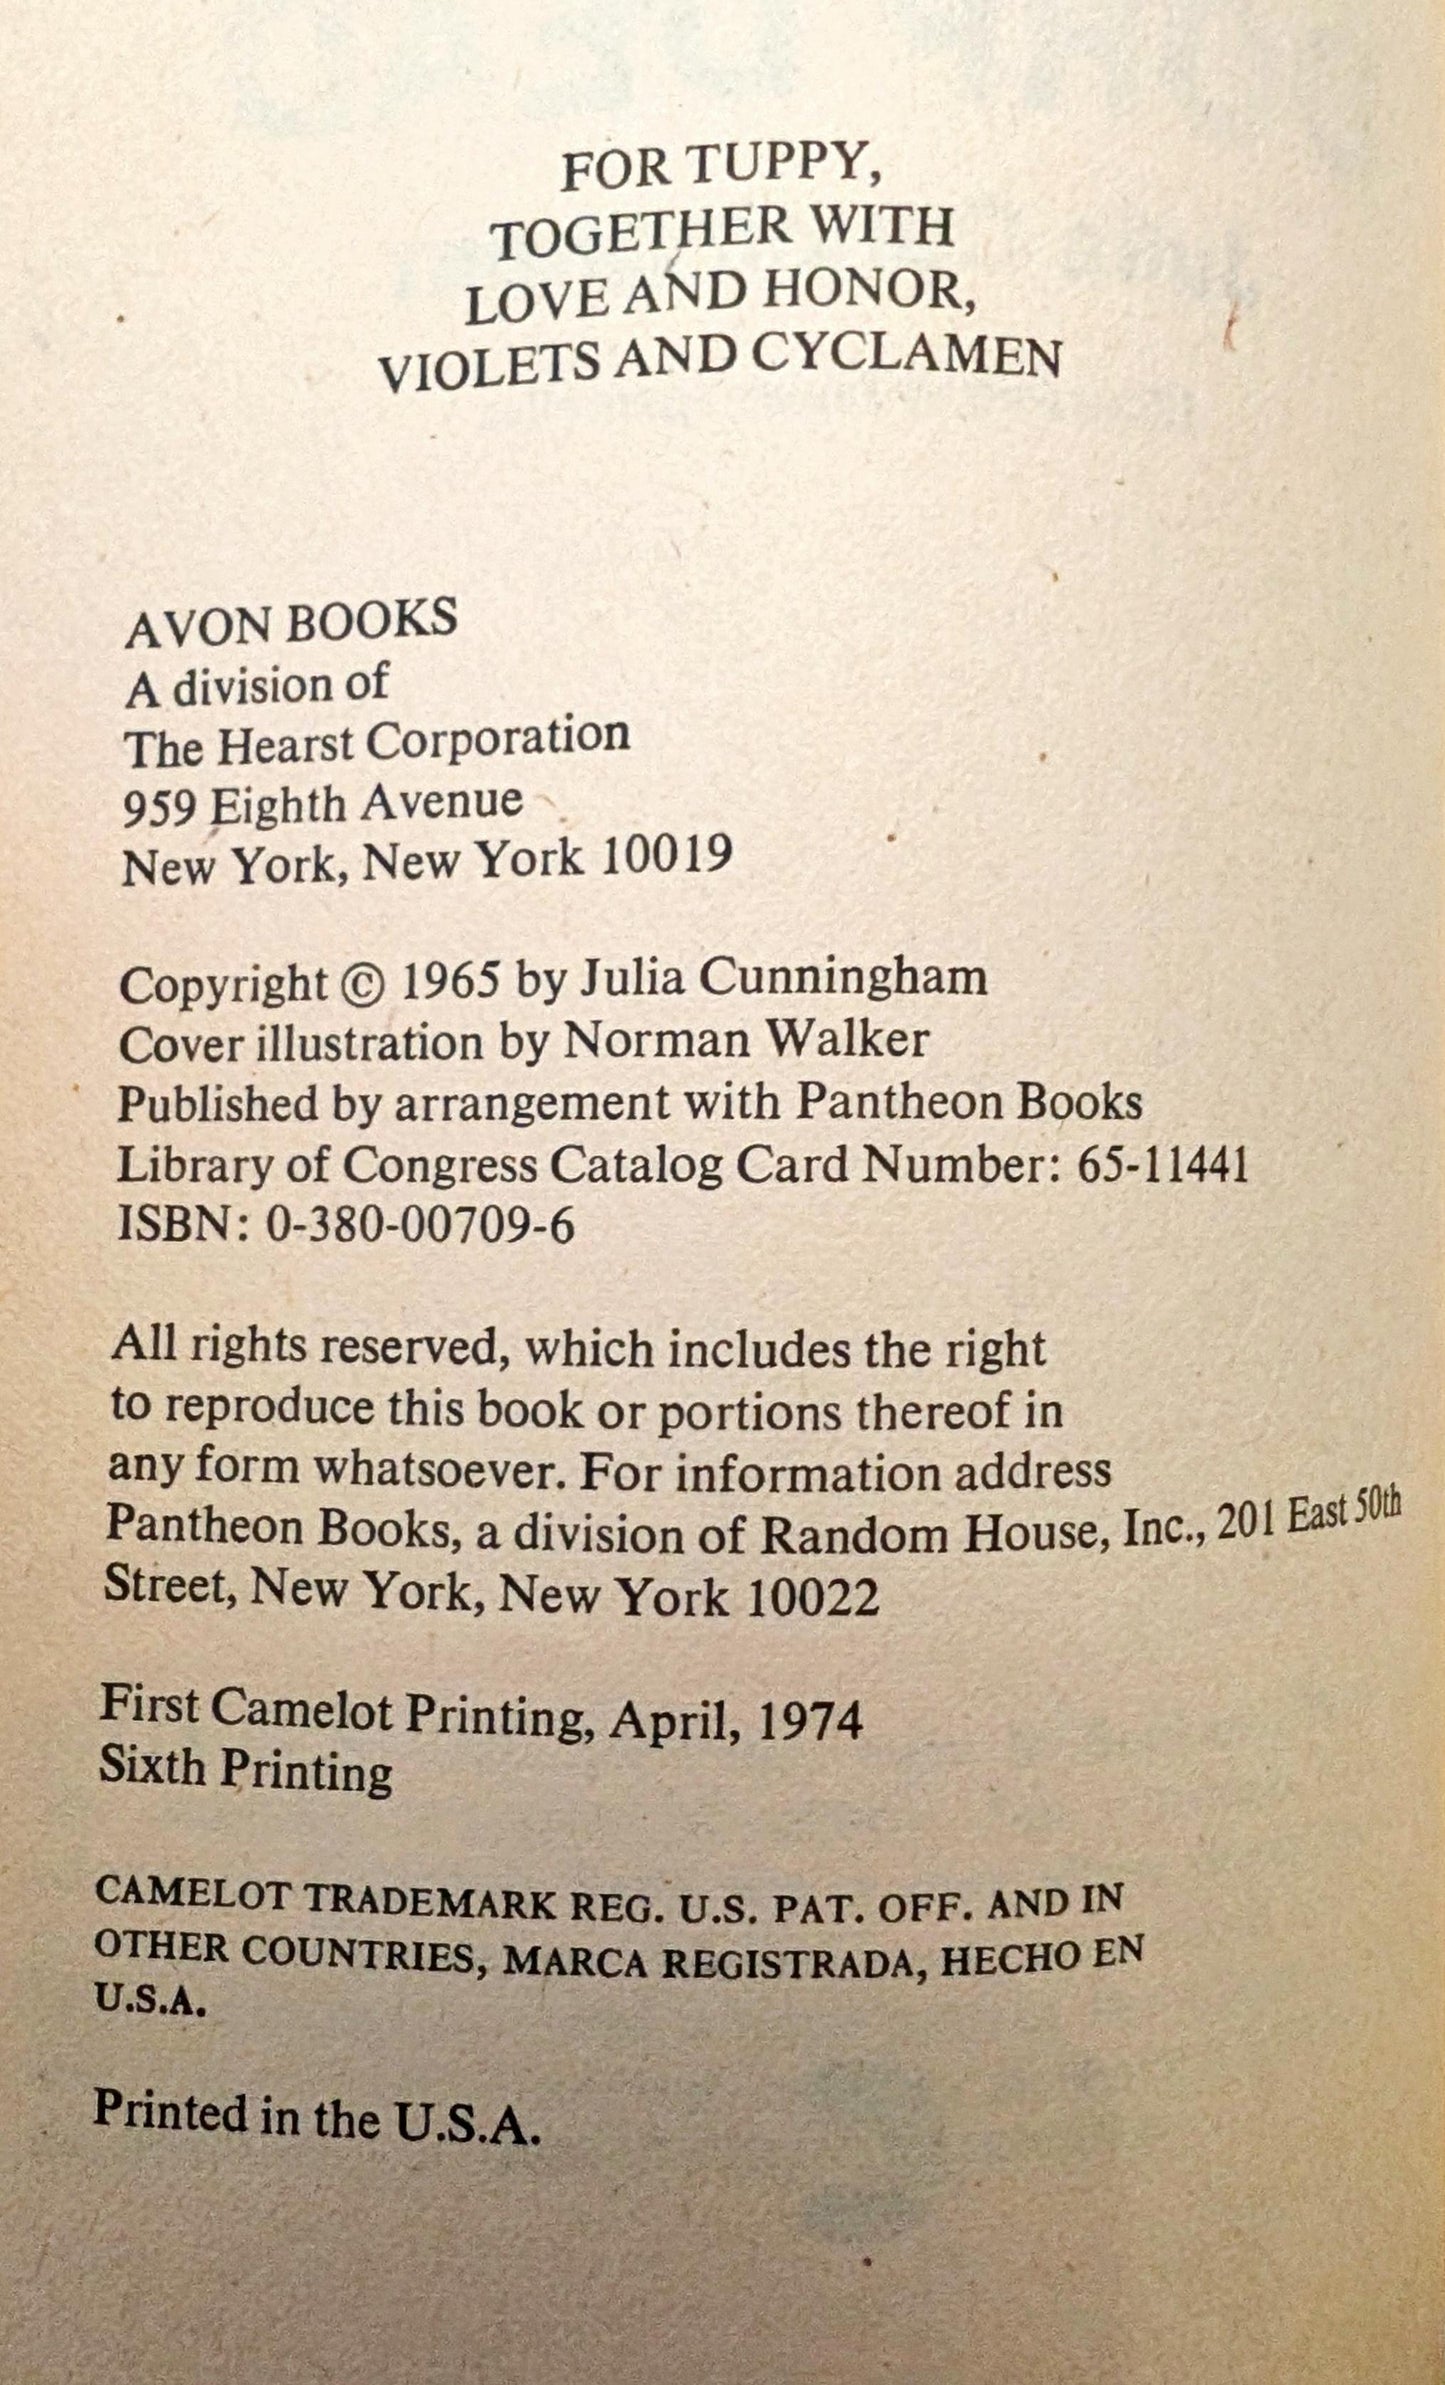 FOR TUPPY,
TOGETHER WITH
LOVE AND HONOR,
VIOLETS AND CYCLAMEN
AVON BOOKS
A division of
The Hearst Corporation
959 Eighth Avenue
New York, New York 10019
Copyright © 1965 by Julia Cunningham
Cover illustration by Norman Walker
Published by arrangement with Pantheon Books
Library of Congress Catalog Card Number: 65-11441
ISBN: 0-380-00709-6
All rights reserved, which includes the right
to reproduce this book or portions thereof in
any form whatsoever. For information address
Pantheon Books, a division of Random House, Inc., 201 East 50th
Street, New York, New York 10022
First Camelot Printing, April, 1974
Sixth Printing
CAMELOT TRADEMARK REG. U.S. PAT. OFF. AND IN
OTHER COUNTRIES, MARCA REGISTRADA, HECHO EN
U.S.A.
Printed in the U.S.A.